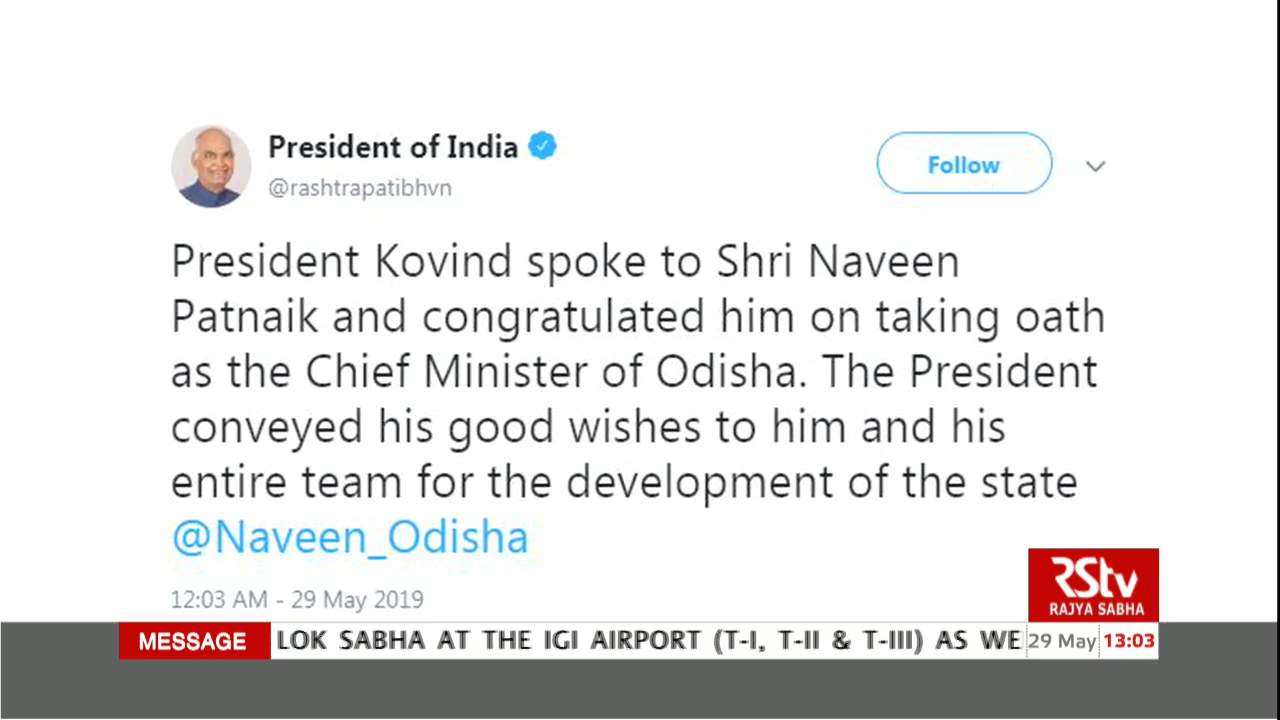 President of India
@rashtrapatibhvn
Follow
President Kovind spoke to Shri Naveen
Patnaik and congratulated him on taking oath
as the Chief Minister of Odisha. The President
conveyed his good wishes to him and his
entire team for the development of the state
@Naveen_Odisha
12:03 AM - 29 May 2019
RStv
RAJYA SABHA
MESSAGE LOK SABHA AT THE IGI AIRPORT (T-I, T-II & T-III) AS WE 29 May 13:03